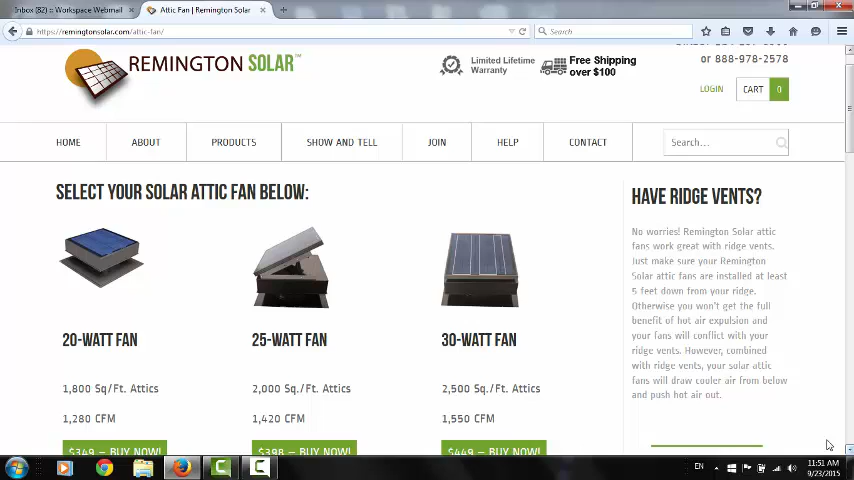 Inbox (82) :: Workspace Webmail
Attic Fan | Remington Solar
https://remingtonsolar.com/attic-fan/
Search
REMINGTON SOLAR™
Limited Lifetime
Warranty
Free Shipping
over $100
or 888-978-2578
LOGIN
CART 0
HOME
ABOUT
PRODUCTS
SHOW AND TELL
JOIN
HELP
CONTACT
Search...
SELECT YOUR SOLAR ATTIC FAN BELOW:
20-WATT FAN
1,800 Sq/Ft. Attics
1,280 CFM
$349 – BUY NOW!
25-WATT FAN
2,000 Sq./Ft. Attics
1,420 CFM
$398 – BUY NOW!
30-WATT FAN
2,500 Sq./Ft. Attics
1,550 CFM
$449 – BUY NOW!
HAVE RIDGE VENTS?
No worries! Remington Solar attic
fans work great with ridge vents.
Just make sure your Remington
Solar attic fans are installed at least
5 feet down from your ridge.
Otherwise you won't get the full
benefit of hot air expulsion and
your fans will conflict with your
ridge vents. However, combined
with ridge vents, your solar attic
fans will draw cooler air from below
and push hot air out.
EN
11:51 AM
9/23/2015